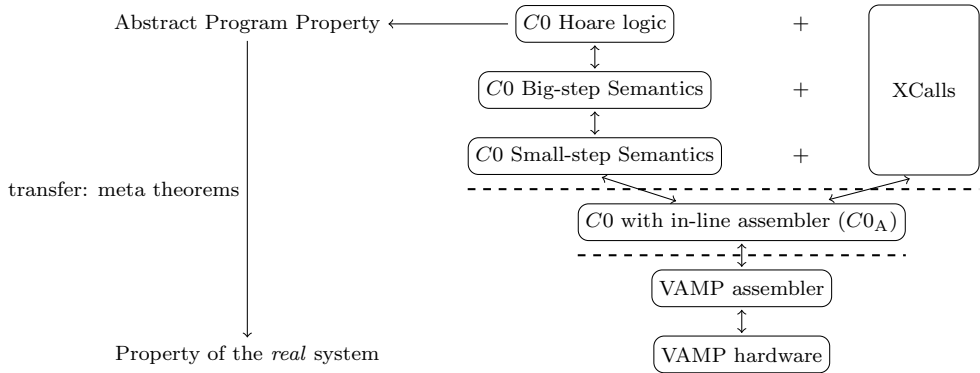 Abstract Program Property
C0 Hoare logic
+
C0 Big-step Semantics
+
XCalls
C0 Small-step Semantics
+
transfer: meta theorems
C0 with in-line assembler (C0A)
VAMP assembler
Property of the real system
VAMP hardware